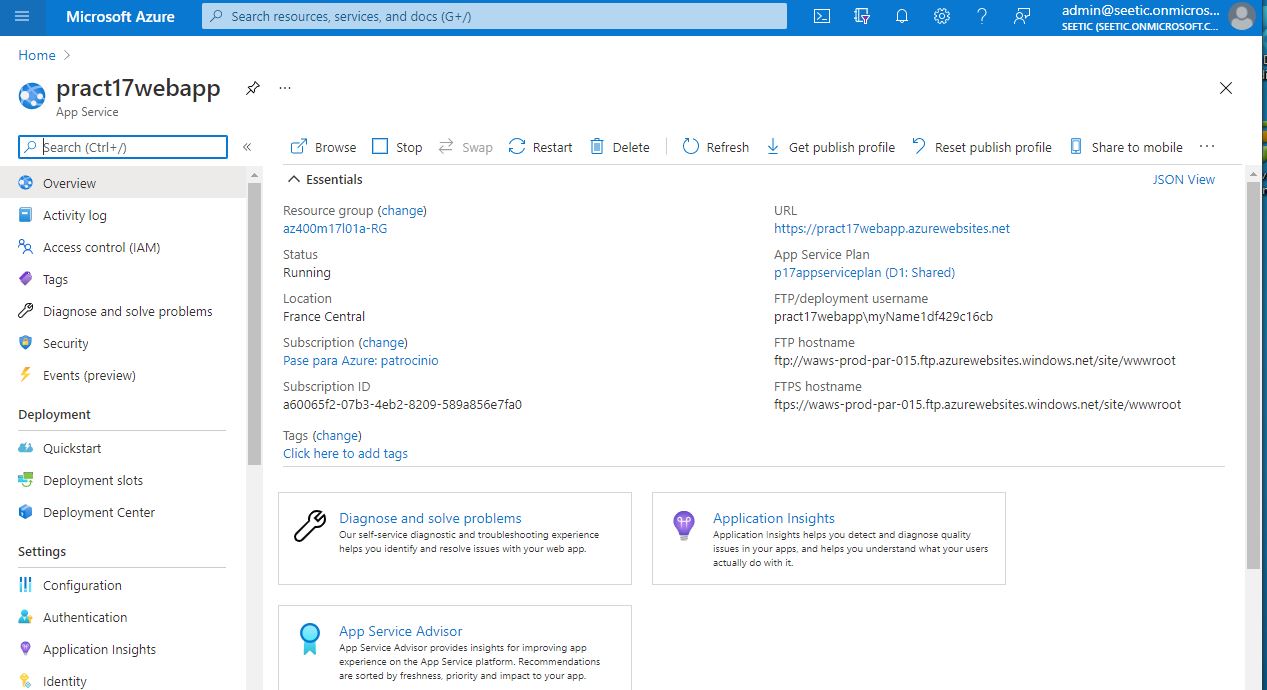 Microsoft Azure
Search resources, services, and docs (G+/)
admin@seetic.onmicros...
SEETIC (SEETIC.ONMICROSOFT.C...
Home
pract17webapp
App Service
Search (Ctrl+/)
Browse
Stop
Swap
Restart
Delete
Refresh
Get publish profile
Reset publish profile
Share to mobile
Overview
Activity log
Access control (IAM)
Tags
Diagnose and solve problems
Security
Events (preview)
Deployment
Quickstart
Deployment slots
Deployment Center
Settings
Configuration
Authentication
Application Insights
Identity
Essentials
JSON View
Resource group (change)
az400m17l01a-RG
Status
Running
Location
France Central
Subscription (change)
Pase para Azure: patrocinio
Subscription ID
a60065f2-07b3-4eb2-8209-589a856e7fa0
Tags (change)
Click here to add tags
URL
https://pract17webapp.azurewebsites.net
App Service Plan
p17appserviceplan (D1: Shared)
FTP/deployment username
pract17webapp\myName1df429c16cb
FTP hostname
ftp://waws-prod-par-015.ftp.azurewebsites.windows.net/site/wwwroot
FTPS hostname
ftps://waws-prod-par-015.ftp.azurewebsites.windows.net/site/wwwroot
Diagnose and solve problems
Our self-service diagnostic and troubleshooting experience
helps you identify and resolve issues with your web app.
Application Insights
Application Insights helps you detect and diagnose quality
issues in your apps, and helps you understand what your users
actually do with it.
App Service Advisor
App Service Advisor provides insights for improving app
experience on the App Service platform. Recommendations
are sorted by freshness, priority and impact to your app.